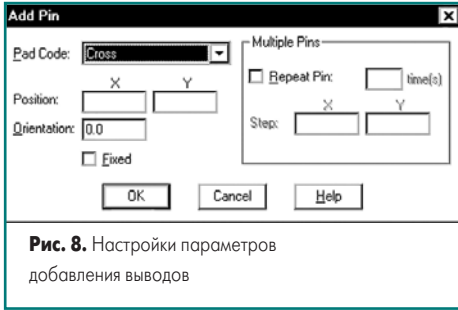 Add Pin
Pad Code: Cross
Multiple Pins
Repeat Pin: time(s)
X Y
Position:
Step: X Y
Orientation: 0.0
Fixed
OK Cancel Help
Рис. 8. Настройки параметров
добавления выводов